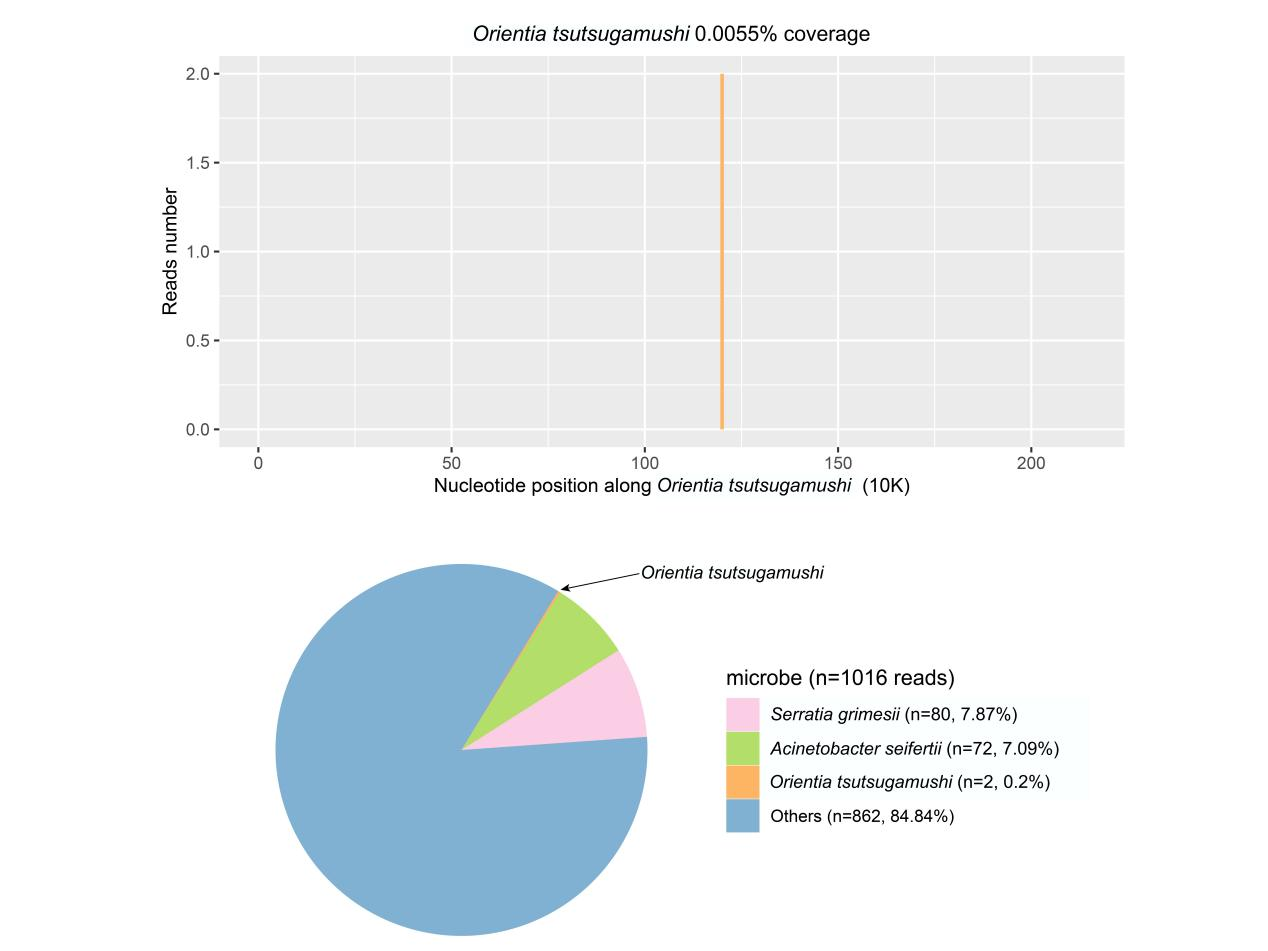 Orientia tsutsugamushi 0.0055% coverage
2.0
1.5
1.0
0.5
0.0
Reads number
0 50 100 150 200
Nucleotide position along Orientia tsutsugamushi (10K)
Orientia tsutsugamushi
microbe (n=1016 reads)
Serratia grimesii (n=80, 7.87%)
Acinetobacter seifertii (n=72, 7.09%)
Orientia tsutsugamushi (n=2, 0.2%)
Others (n=862, 84.84%)